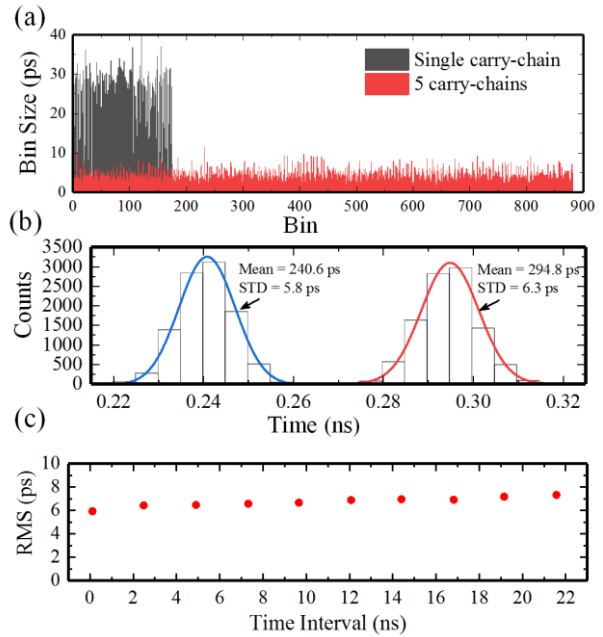 (a)
40
30
20
10
0
Bin Size (ps)
Single carry-chain
5 carry-chains
0 100 200 300 400 500 600 700 800 900
Bin
(b)
3500
3000
2500
2000
1500
1000
500
0
Counts
Mean = 240.6 ps
STD = 5.8 ps
Mean = 294.8 ps
STD = 6.3 ps
0.22 0.24 0.26 0.28 0.30 0.32
Time (ns)
(c)
10
8
6
4
2
0
RMS (ps)
0 2 4 6 8 10 12 14 16 18 20 22
Time Interval (ns)